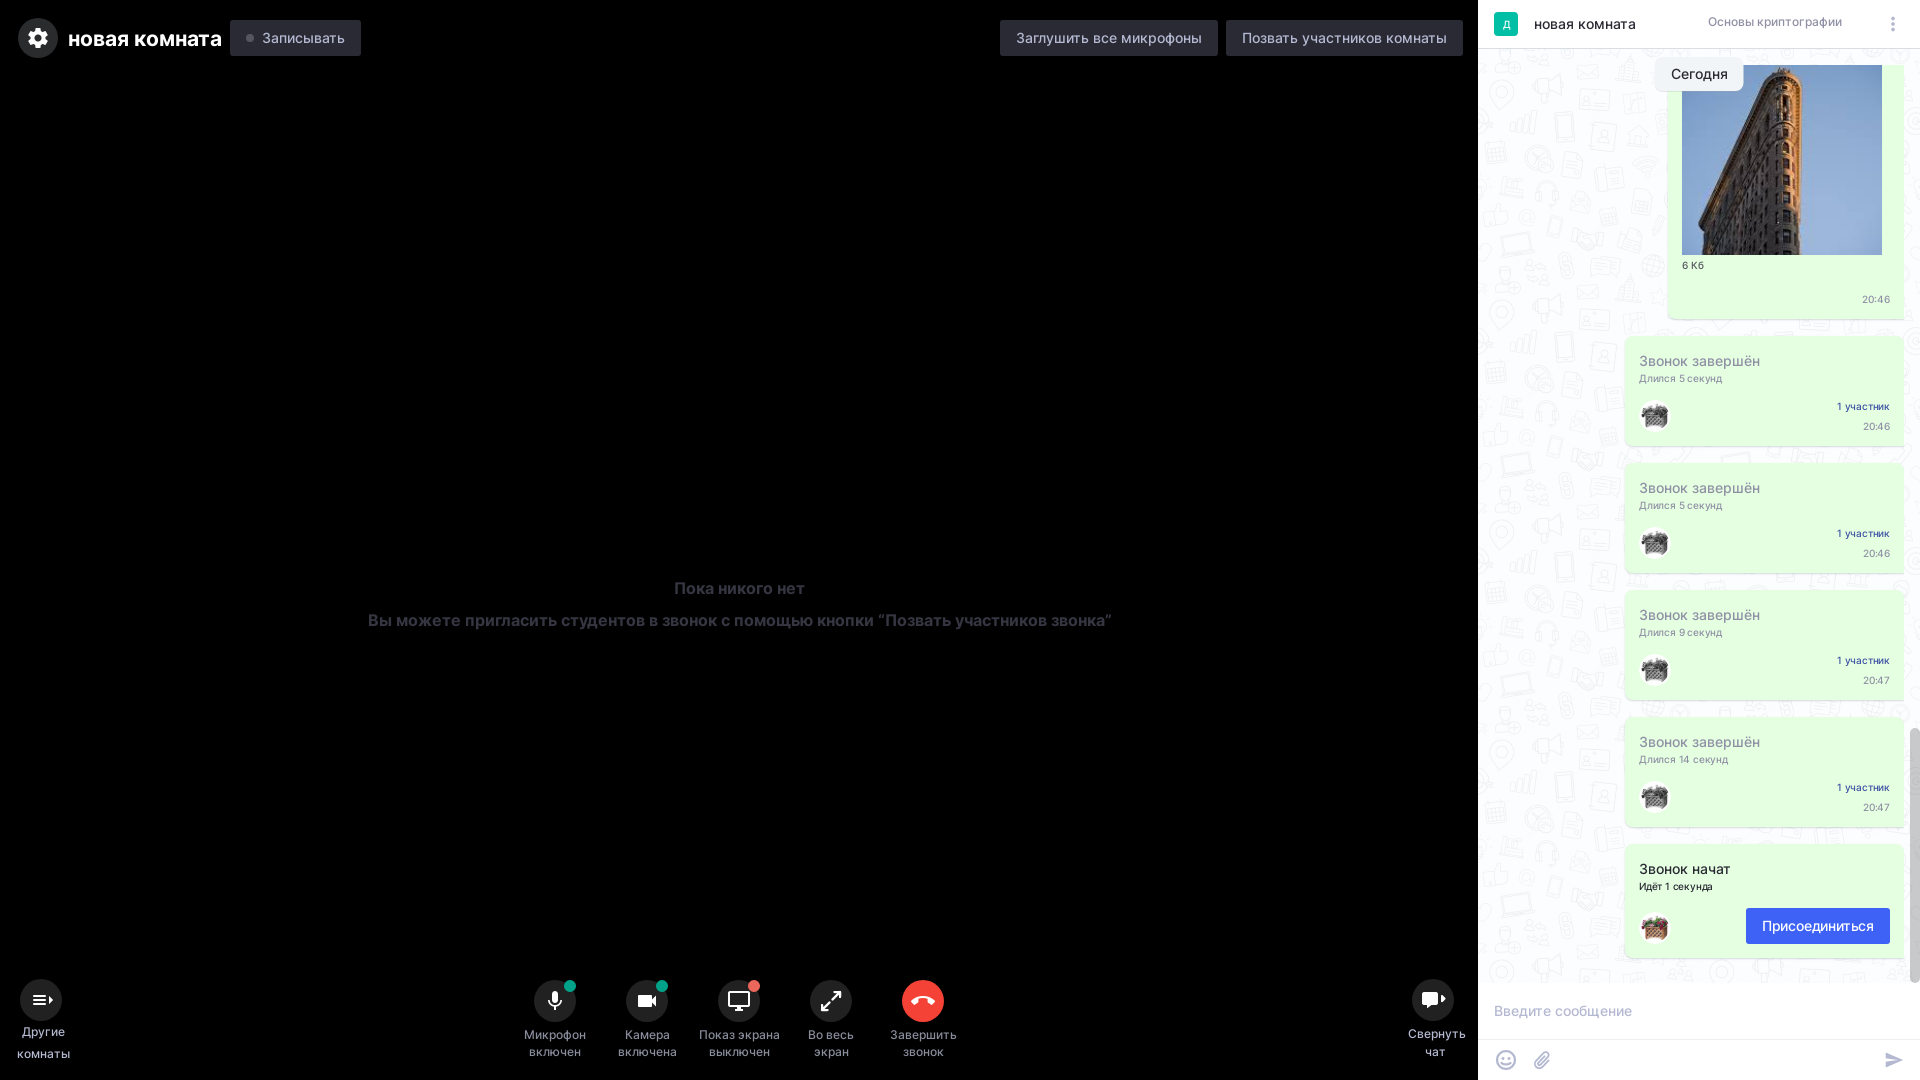 новая комната
Записывать
Заглушить все микрофоны
Позвать участников комнаты
Пока никого нет
Вы можете пригласить студентов в звонок с помощью кнопки “Позвать участников звонка”
Другие
комнаты
Микрофон
включен
Камера
включена
Показ экрана
выключен
Во весь
экран
Завершить
звонок
Свернуть
чат
Д
новая комната
Основы криптографии
Сегодня
6 Кб
20:46
Звонок завершён
Длился 5 секунд
1 участник
20:46
Звонок завершён
Длился 5 секунд
1 участник
20:46
Звонок завершён
Длился 9 секунд
1 участник
20:47
Звонок завершён
Длился 14 секунд
1 участник
20:47
Звонок начат
Идёт 1 секунда
Присоединиться
Введите сообщение